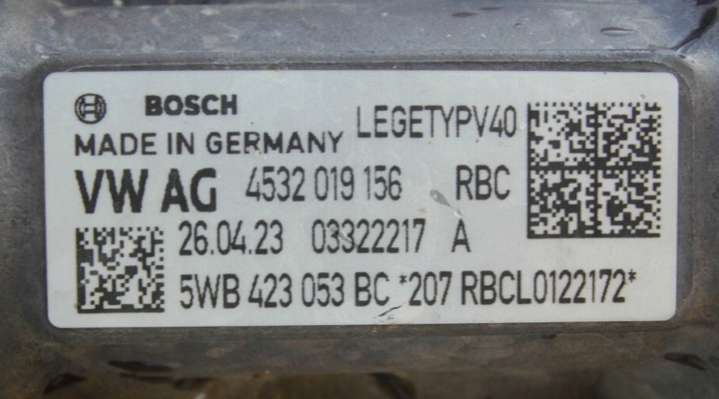 BOSCH
MADE IN GERMANY LEGETYPV40
VW AG 4532 019 156 RBC
26.04.23 03322217 A
5WB 423 053 BC *207 RBCL0122172*